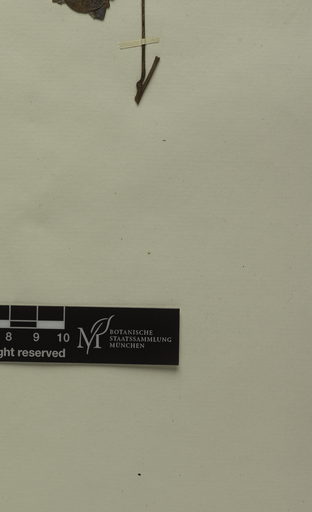 8 9 10
ght reserved
M
BOTANISCHE
STAATSSAMMLUNG
MÜNCHEN